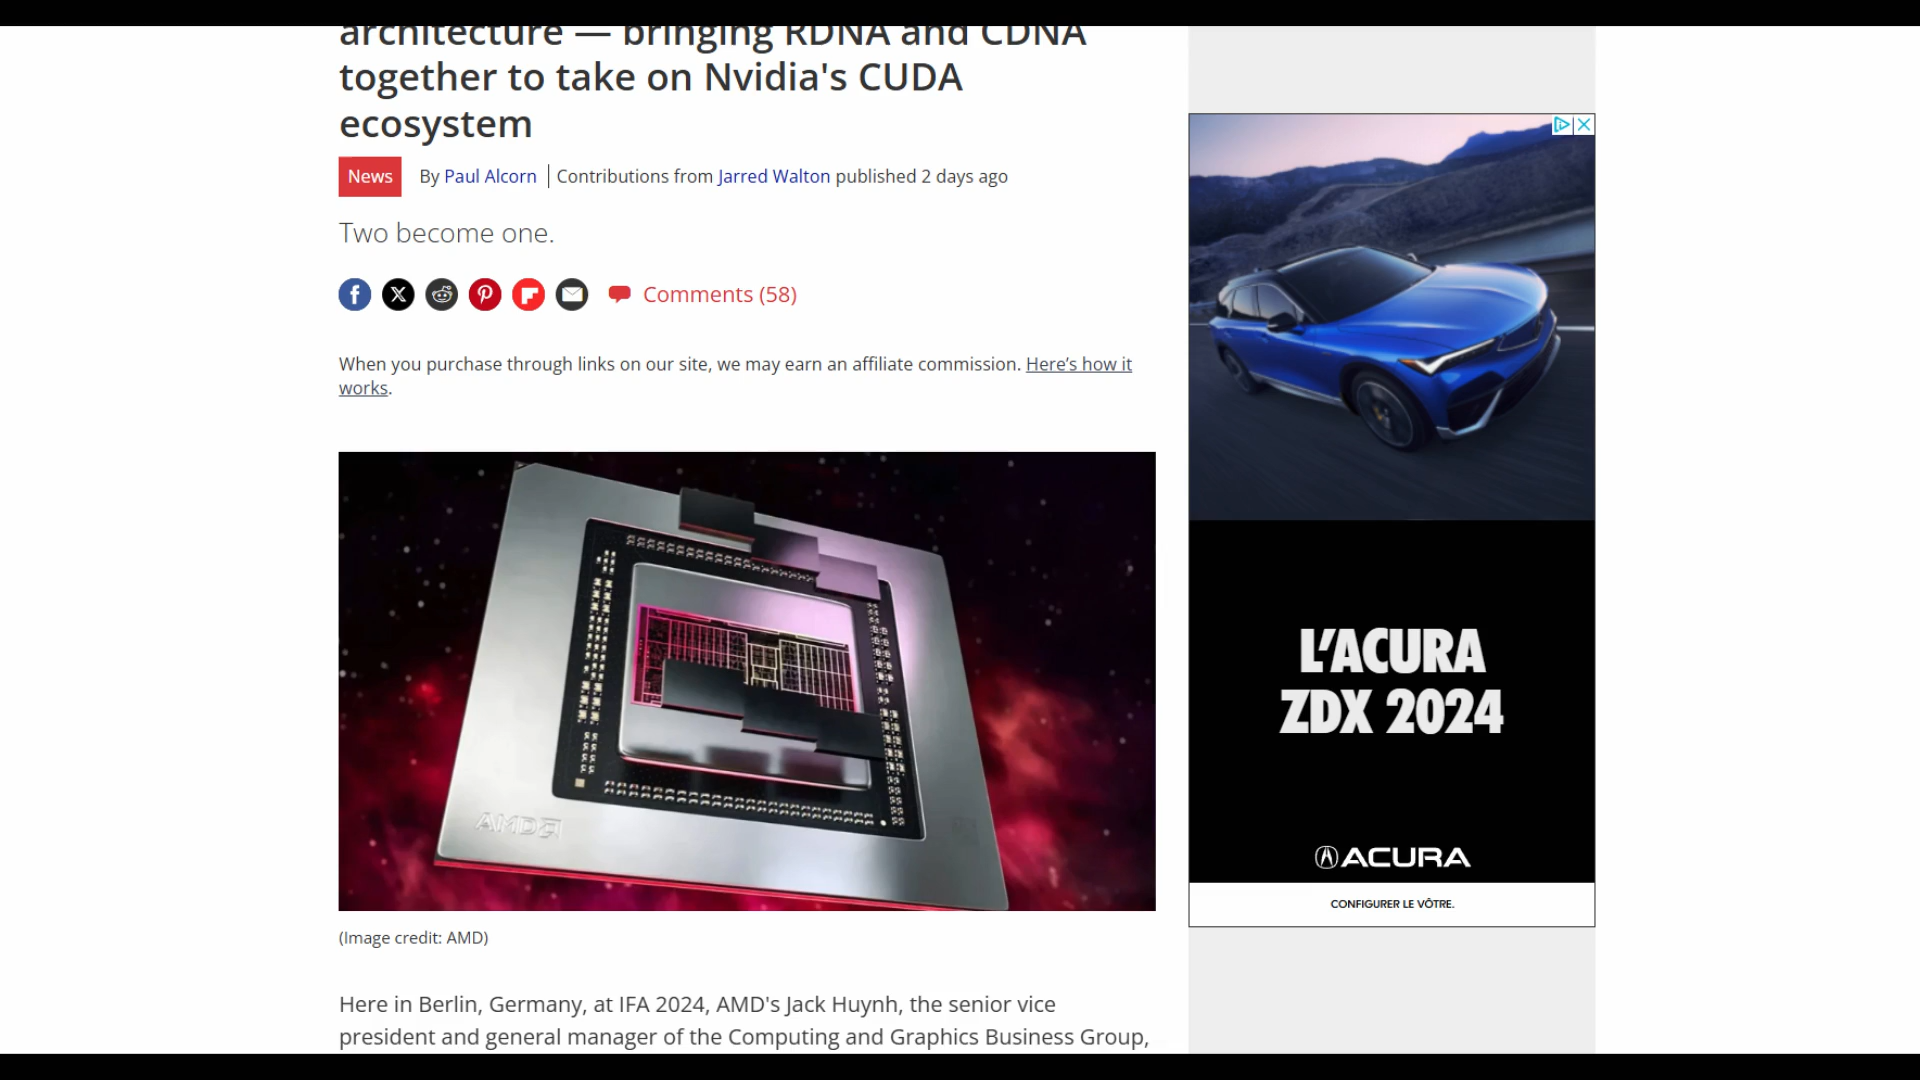 architecture — bringing RDNA and CDNA
together to take on Nvidia's CUDA
ecosystem
News
By Paul Alcorn
Contributions from Jarred Walton published 2 days ago
Two become one.
Comments (58)
When you purchase through links on our site, we may earn an affiliate commission. Here’s how it
works.
AMD
(Image credit: AMD)
Here in Berlin, Germany, at IFA 2024, AMD's Jack Huynh, the senior vice
president and general manager of the Computing and Graphics Business Group,
L'ACURA
ZDX 2024
ACURA
CONFIGURER LE VÔTRE.